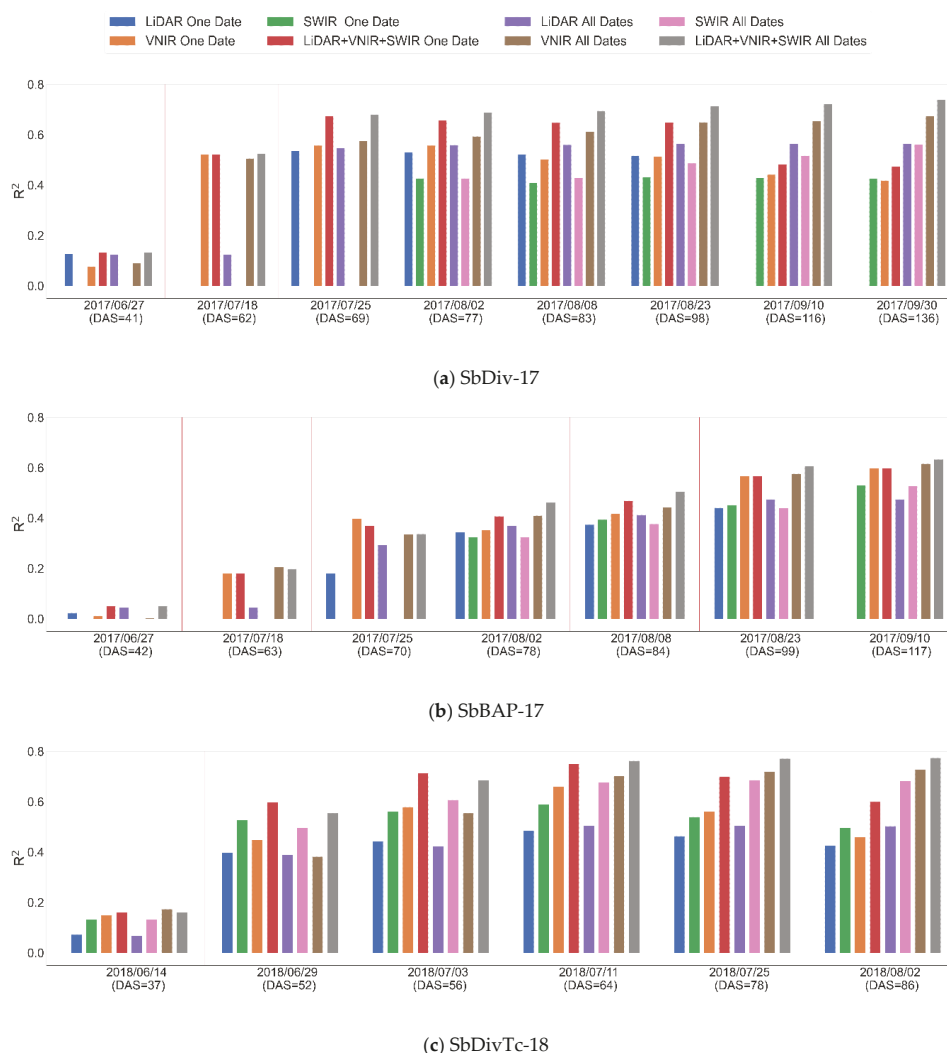 LiDAR One Date SWIR One Date LiDAR All Dates SWIR All Dates
VNIR One Date LiDAR+VNIR+SWIR One Date VNIR All Dates LiDAR+VNIR+SWIR All Dates
0.8
0.6
0.4
0.2
0.0
R²
2017/06/27 2017/07/18 2017/07/25 2017/08/02 2017/08/08 2017/08/23 2017/09/10 2017/09/30
(DAS=41) (DAS=62) (DAS=69) (DAS=77) (DAS=83) (DAS=98) (DAS=116) (DAS=136)
(a) SbDiv-17
0.8
0.6
0.4
0.2
0.0
R²
2017/06/27 2017/07/18 2017/07/25 2017/08/02 2017/08/08 2017/08/23 2017/09/10
(DAS=42) (DAS=63) (DAS=70) (DAS=78) (DAS=84) (DAS=99) (DAS=117)
(b) SbBAP-17
0.8
0.6
0.4
0.2
0.0
R²
2018/06/14 2018/06/29 2018/07/03 2018/07/11 2018/07/25 2018/08/02
(DAS=37) (DAS=52) (DAS=56) (DAS=64) (DAS=78) (DAS=86)
(c) SbDivTc-18